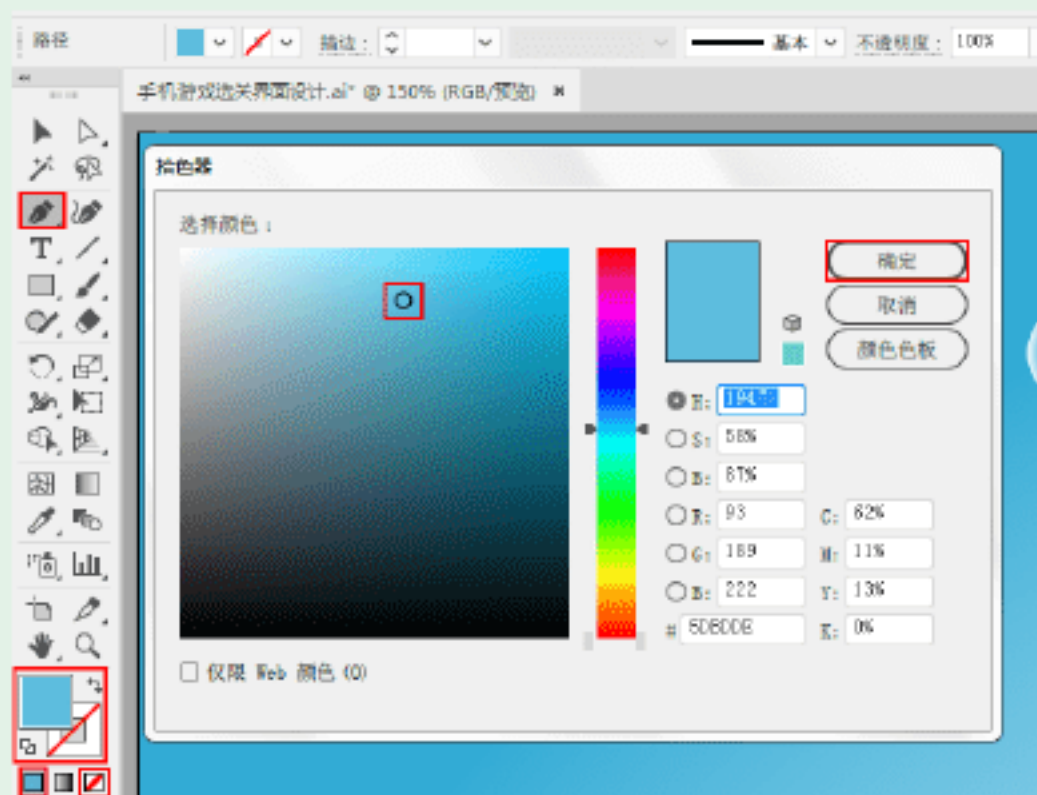 路径
描边：
基本
不透明度：
100%
手机游戏选关界面设计.ai* @ 150% (RGB/预览)
拾色器
选择颜色：
确定
取消
颜色色板
H:
S: 58%
B: 87%
R: 93
C: 62%
G: 189
M: 11%
B: 222
Y: 13%
# 5DBDDE
K: 0%
仅限 Web 颜色 (O)